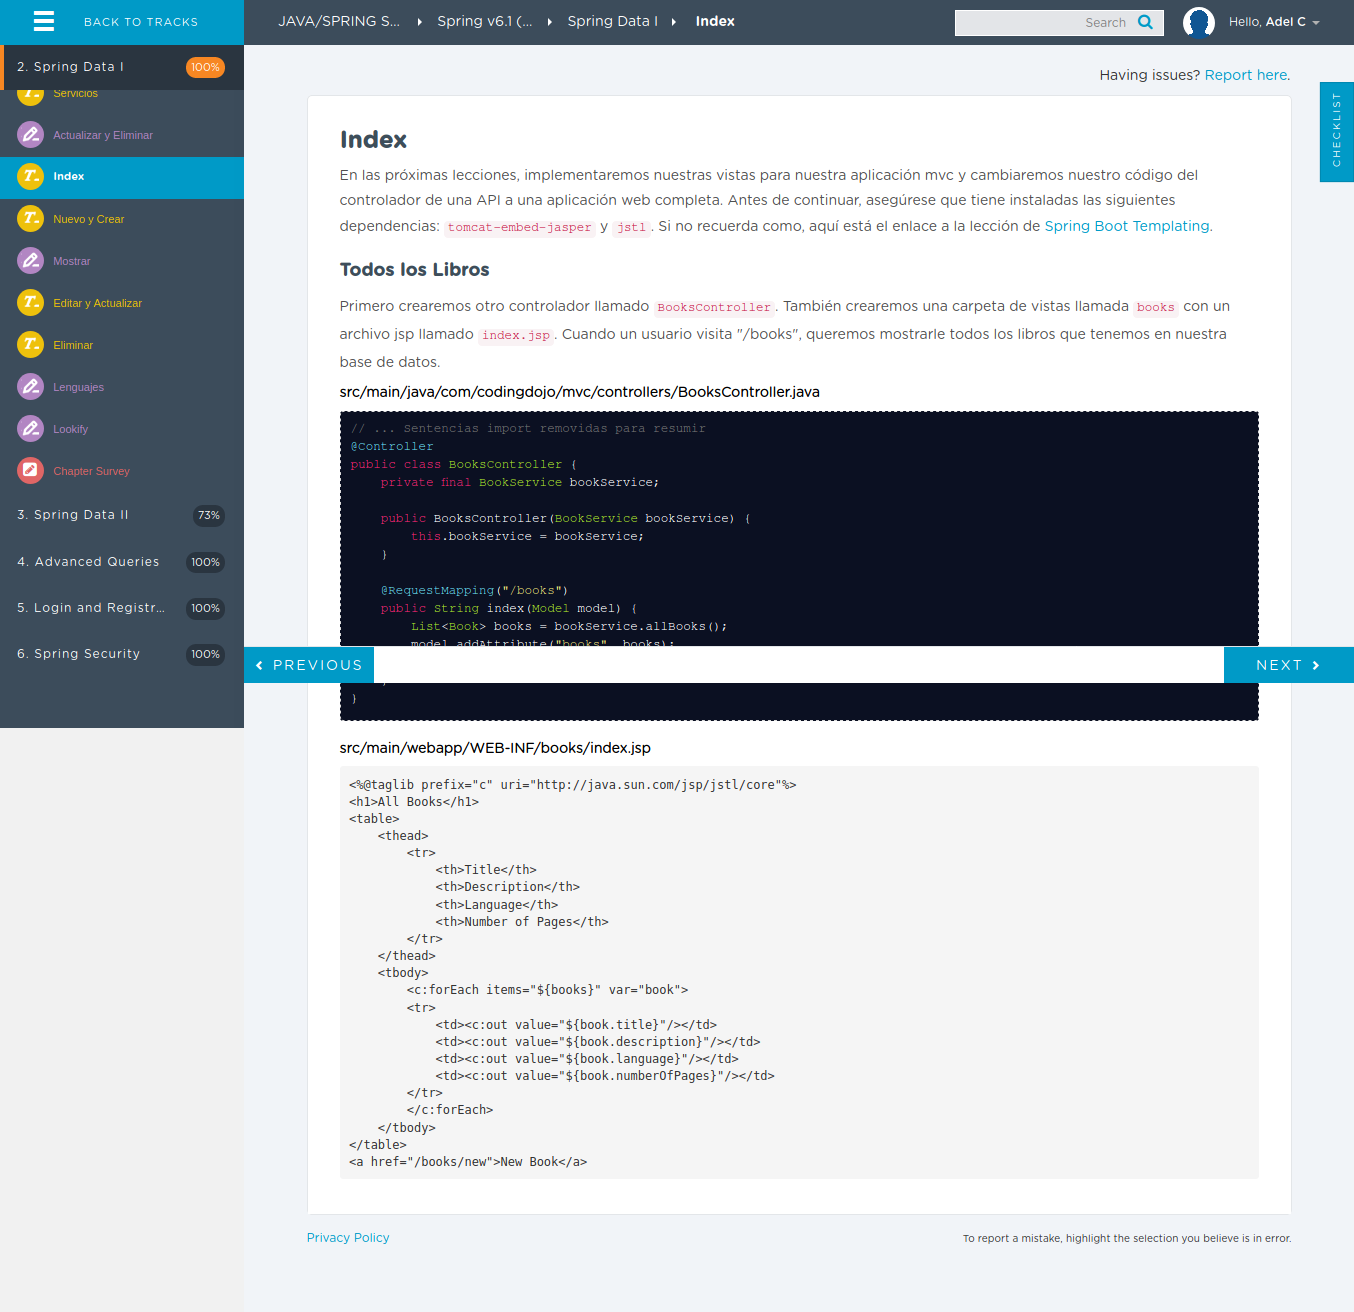 BACK TO TRACKS
JAVA/SPRING S... Spring v6.1 (... Spring Data I Index
Search
Hello, Adel C
2. Spring Data I 100%
Servicios
Actualizar y Eliminar
Index
Nuevo y Crear
Mostrar
Editar y Actualizar
Eliminar
Lenguajes
Lookify
Chapter Survey
3. Spring Data II 73%
4. Advanced Queries 100%
5. Login and Registr... 100%
6. Spring Security 100%
Having issues? Report here.
CHECKLIST
Index
En las próximas lecciones, implementaremos nuestras vistas para nuestra aplicación mvc y cambiaremos nuestro código del
controlador de una API a una aplicación web completa. Antes de continuar, asegúrese que tiene instaladas las siguientes
dependencias: tomcat-embed-jasper y jstl. Si no recuerda como, aquí está el enlace a la lección de Spring Boot Templating.
Todos los Libros
Primero crearemos otro controlador llamado BooksController. También crearemos una carpeta de vistas llamada books con un
archivo jsp llamado index.jsp. Cuando un usuario visita "/books", queremos mostrarle todos los libros que tenemos en nuestra
base de datos.
src/main/java/com/codingdojo/mvc/controllers/BooksController.java
// ... Sentencias import removidas para resumir
@Controller
public class BooksController {
    private final BookService bookService;
    public BooksController(BookService bookService) {
        this.bookService = bookService;
    }
    @RequestMapping("/books")
    public String index(Model model) {
        List<Book> books = bookService.allBooks();
        model.addAttribute("books", books);
PREVIOUS
NEXT
}
src/main/webapp/WEB-INF/books/index.jsp
<%@taglib prefix="c" uri="http://java.sun.com/jsp/jstl/core"%>
<h1>All Books</h1>
<table>
    <thead>
        <tr>
            <th>Title</th>
            <th>Description</th>
            <th>Language</th>
            <th>Number of Pages</th>
        </tr>
    </thead>
    <tbody>
        <c:forEach items="${books}" var="book">
        <tr>
            <td><c:out value="${book.title}"/></td>
            <td><c:out value="${book.description}"/></td>
            <td><c:out value="${book.language}"/></td>
            <td><c:out value="${book.numberOfPages}"/></td>
        </tr>
        </c:forEach>
    </tbody>
</table>
<a href="/books/new">New Book</a>
Privacy Policy
To report a mistake, highlight the selection you believe is in error.